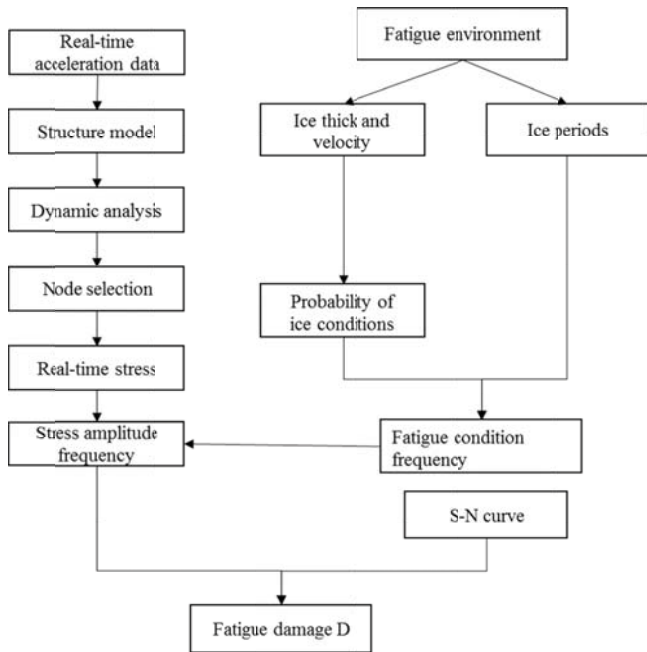 Real-time
acceleration data
Fatigue environment
Structure model
Ice thick and
velocity
Ice periods
Dynamic analysis
Node selection
Probability of
ice conditions
Real-time stress
Stress amplitude
frequency
Fatigue condition
frequency
S-N curve
Fatigue damage D